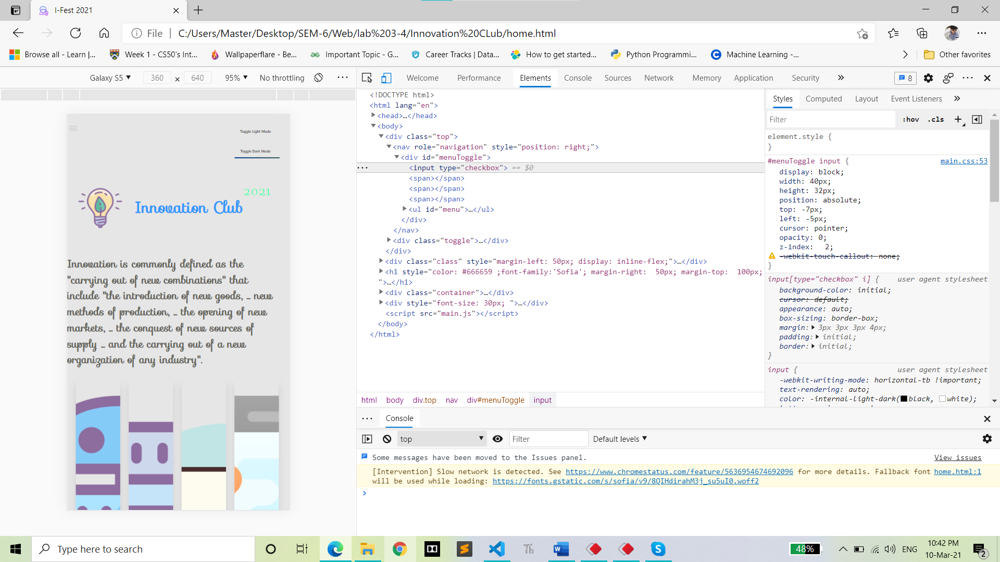 I-Fest 2021
File | C:/Users/Master/Desktop/SEM-6/Web/lab%203-4/Innovation%20CLub/home.html
Browse all - Learn |... Week 1 - CS50's Int... Wallpaperflare - Be... Important Topic - G... Career Tracks | Data... How to get started... Python Programmi... Machine Learning -... Other favorites
Galaxy S5 ▼ 360 × 640 95% ▼ No throttling
Welcome Performance Elements Console Sources Network Memory Application Security » 8
Toggle Light Mode
Toggle Dark Mode
2021
Innovation Club
Innovation is commonly defined as the
"carrying out of new combinations" that
include "the introduction of new goods, ... new
methods of production, ... the opening of new
markets, ... the conquest of new sources of
supply ... and the carrying out of a new
organization of any industry".
<!DOCTYPE html>
<html lang="en">
<head>…</head>
<body>
<div class="top">
<nav role="navigation" style="position: right;">
<div id="menuToggle">
<input type="checkbox"> == $0
<span></span>
<span></span>
<span></span>
<ul id="menu">…</ul>
</div>
</nav>
<div class="toggle">…</div>
</div>
<div class="class" style="margin-left: 50px; display: inline-flex;">…</div>
<h1 style="color: #666659 ;font-family:'Sofia'; margin-right:  50px; margin-top:  100px;
">…</h1>
<div class="container">…</div>
<div style="font-size: 30px; ">…</div>
<script src="main.js"></script>
</body>
</html>
html body div.top nav div#menuToggle input
Styles Computed Layout Event Listeners »
Filter :hov .cls +
element.style {
}
#menuToggle input { main.css:53
display: block;
width: 40px;
height: 32px;
position: absolute;
top: -7px;
left: -5px;
cursor: pointer;
opacity: 0;
z-index:  2;
-webkit-touch-callout: none;
}
input[type="checkbox" i] { user agent stylesheet
background-color: initial;
cursor: default;
appearance: auto;
box-sizing: border-box;
margin: 3px 3px 3px 4px;
padding: initial;
border: initial;
}
input { user agent stylesheet
-webkit-writing-mode: horizontal-tb !important;
text-rendering: auto;
color: -internal-light-dark(black, white);
Console
top Filter Default levels ▼
Some messages have been moved to the Issues panel. View issues
[Intervention] Slow network is detected. See https://www.chromestatus.com/feature/5636954674692096 for more details. Fallback font home.html:1
will be used while loading: https://fonts.gstatic.com/s/sofia/v9/8QIHdirahM3j_su5uI0.woff2
Type here to search
48% ENG 10:42 PM
10-Mar-21 2